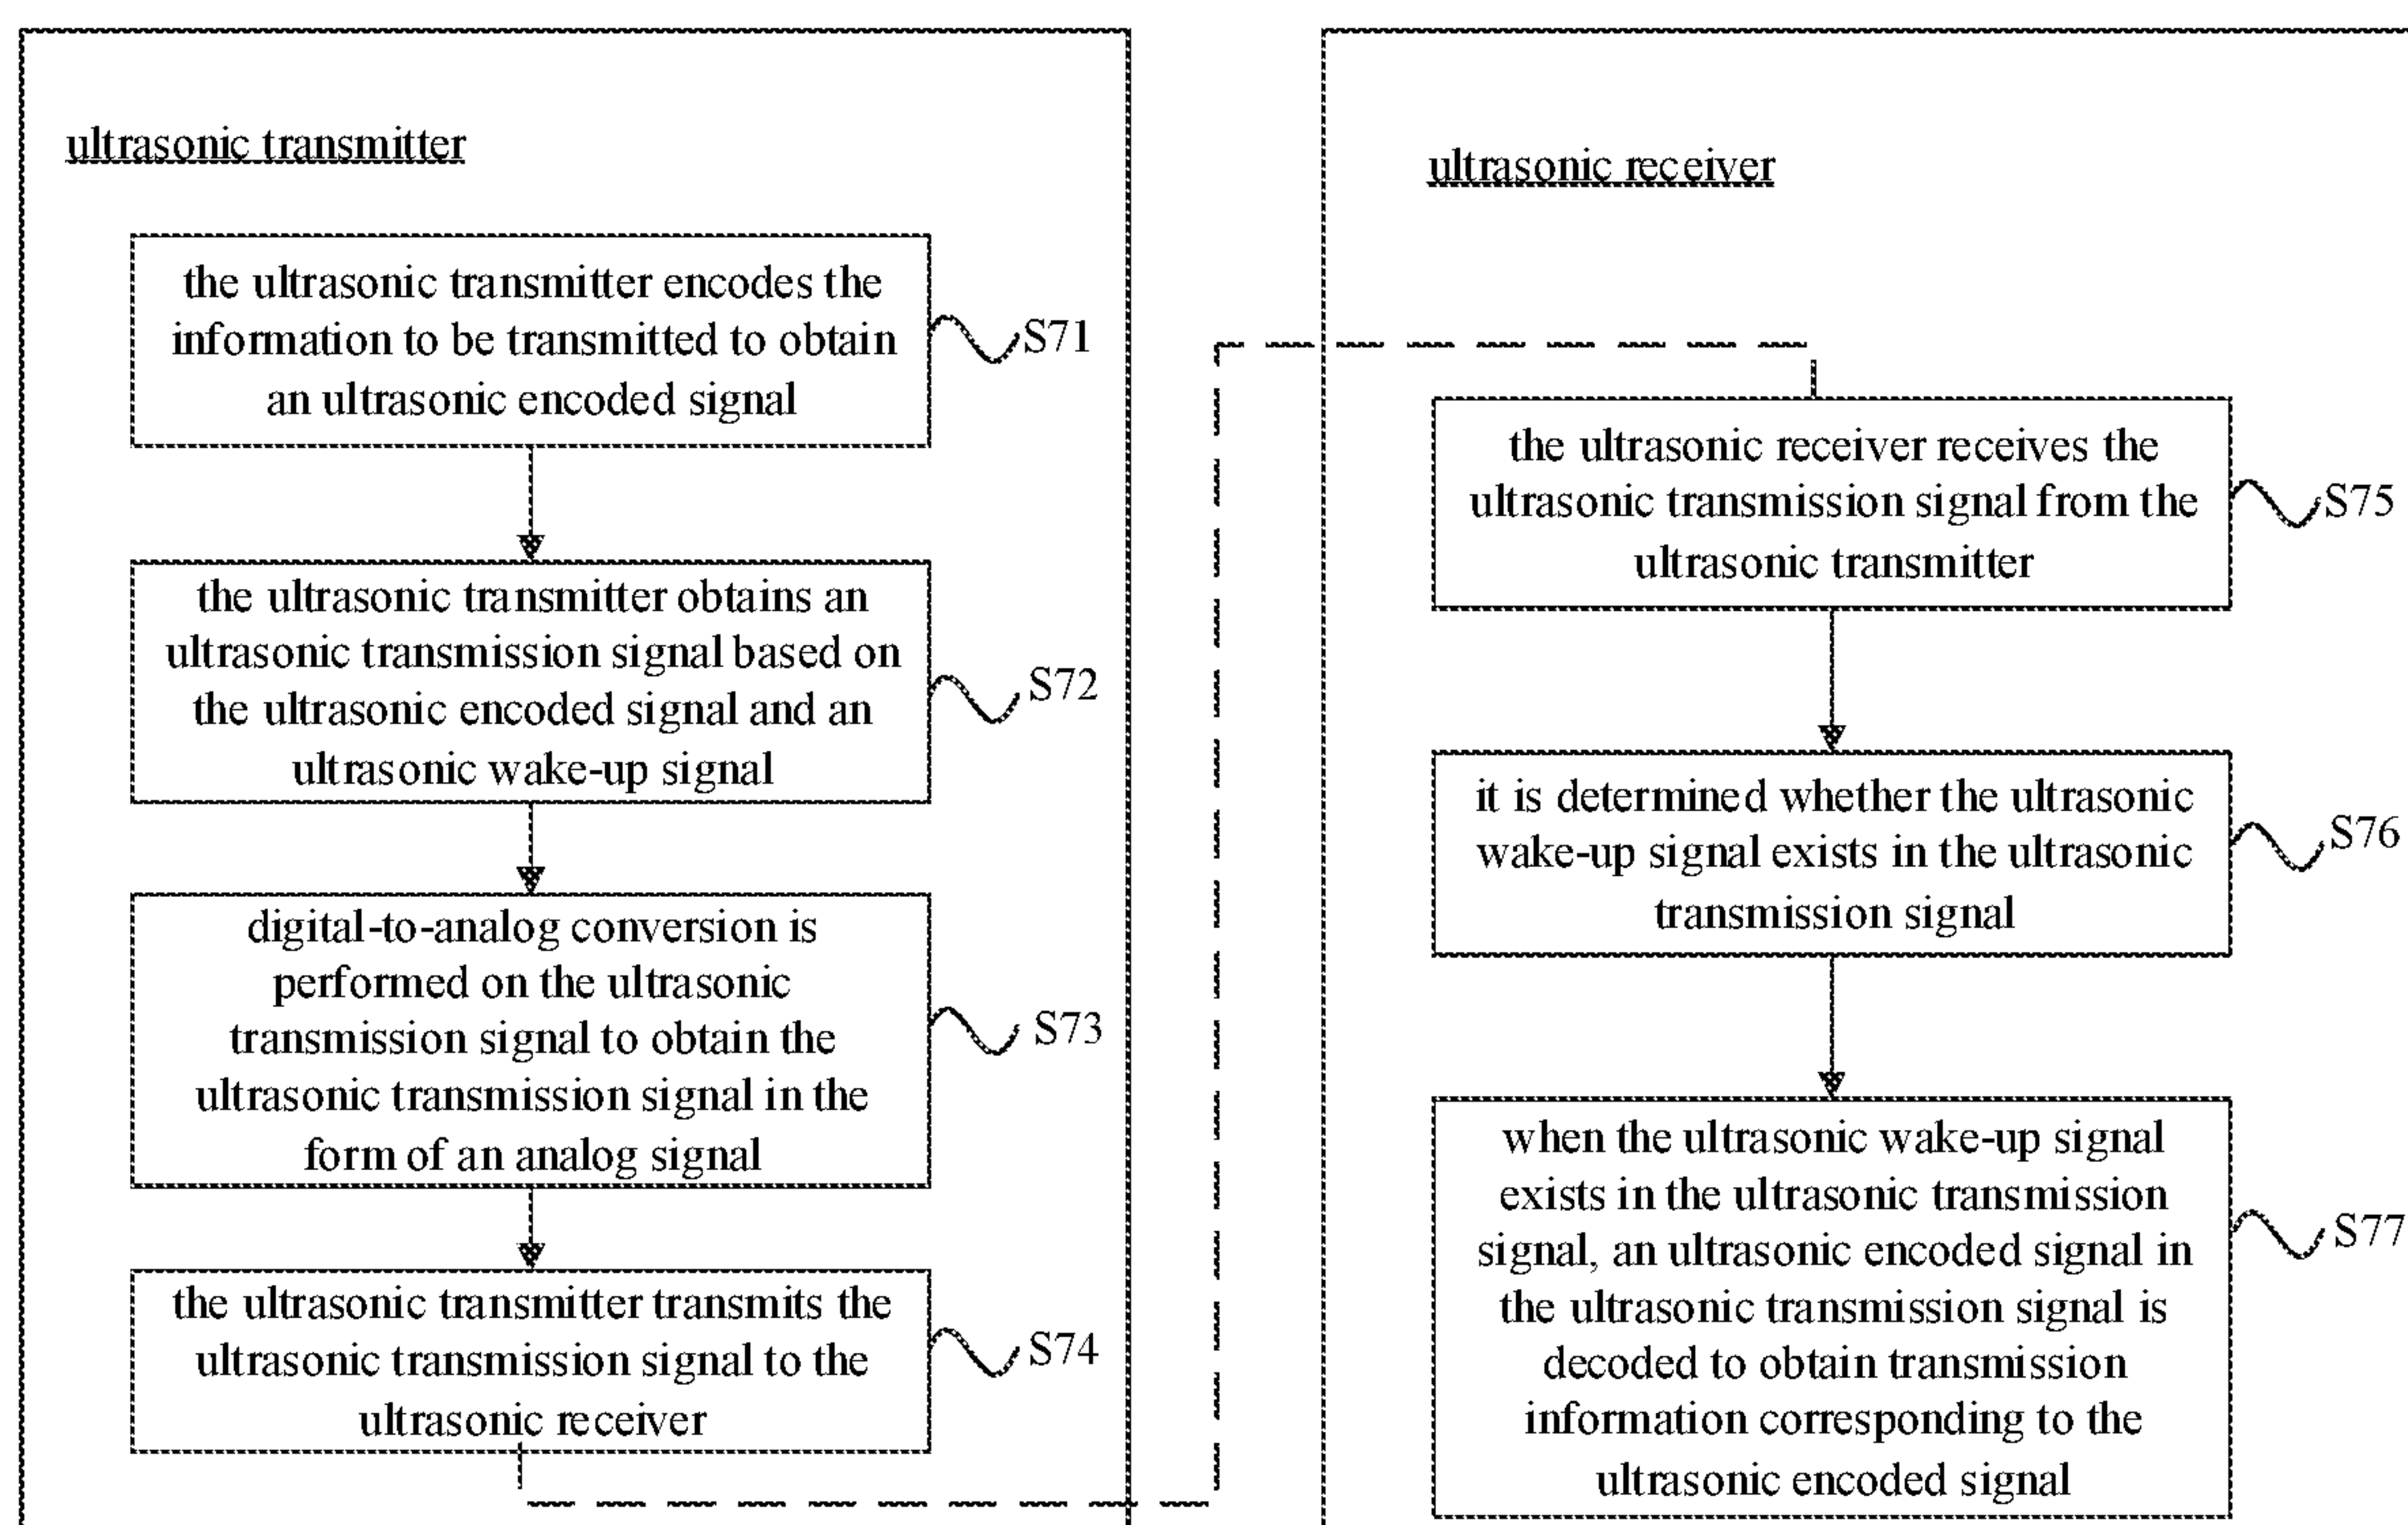 ultrasonic transmitter
the ultrasonic transmitter encodes the
information to be transmitted to obtain
an ultrasonic encoded signal
S71
the ultrasonic transmitter obtains an
ultrasonic transmission signal based on
the ultrasonic encoded signal and an
ultrasonic wake-up signal
S72
digital-to-analog conversion is
performed on the ultrasonic
transmission signal to obtain the
ultrasonic transmission signal in the
form of an analog signal
S73
the ultrasonic transmitter transmits the
ultrasonic transmission signal to the
ultrasonic receiver
S74
ultrasonic receiver
the ultrasonic receiver receives the
ultrasonic transmission signal from the
ultrasonic transmitter
S75
it is determined whether the ultrasonic
wake-up signal exists in the ultrasonic
transmission signal
S76
when the ultrasonic wake-up signal
exists in the ultrasonic transmission
signal, an ultrasonic encoded signal in
the ultrasonic transmission signal is
decoded to obtain transmission
information corresponding to the
ultrasonic encoded signal
S77